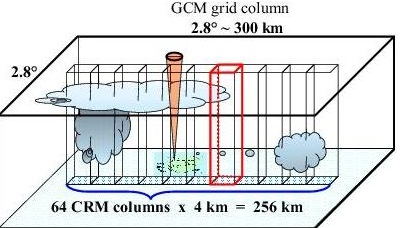 GCM grid column
2.8° ~ 300 km
2.8°
64 CRM columns x 4 km = 256 km